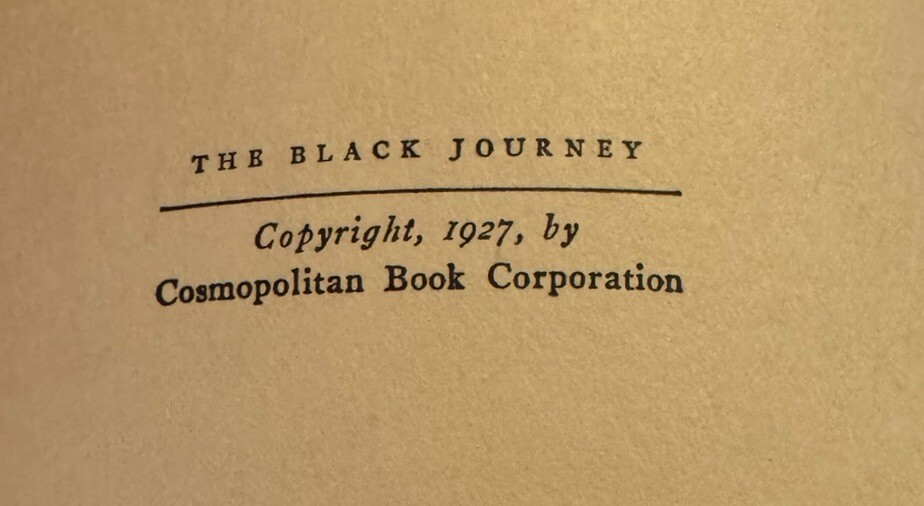 THE BLACK JOURNEY
Copyright, 1927, by
Cosmopolitan Book Corporation